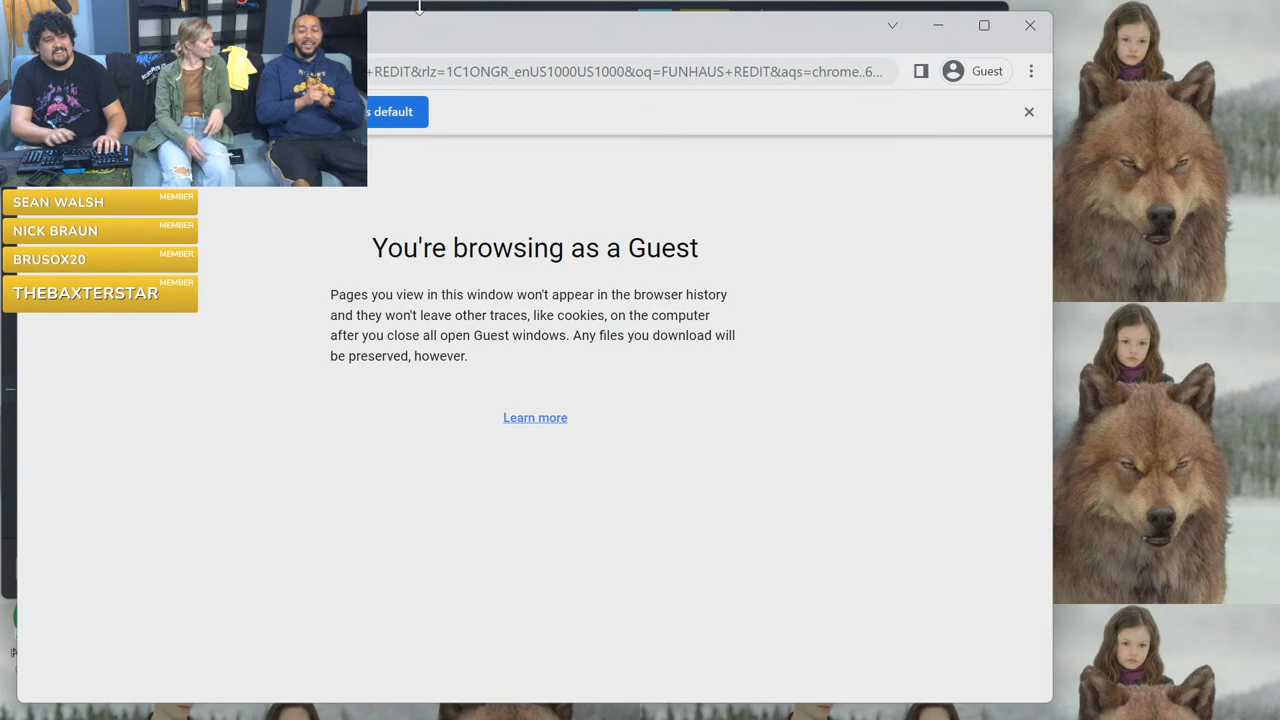 +REDIT&rlz=1C1ONGR_enUS1000US1000&oq=FUNHAUS+REDIT&aqs=chrome..6...
Guest
s default
SEAN WALSH MEMBER
NICK BRAUN MEMBER
BRUSOX20 MEMBER
THEBAXTERSTAR MEMBER
You're browsing as a Guest
Pages you view in this window won't appear in the browser history
and they won't leave other traces, like cookies, on the computer
after you close all open Guest windows. Any files you download will
be preserved, however.
Learn more